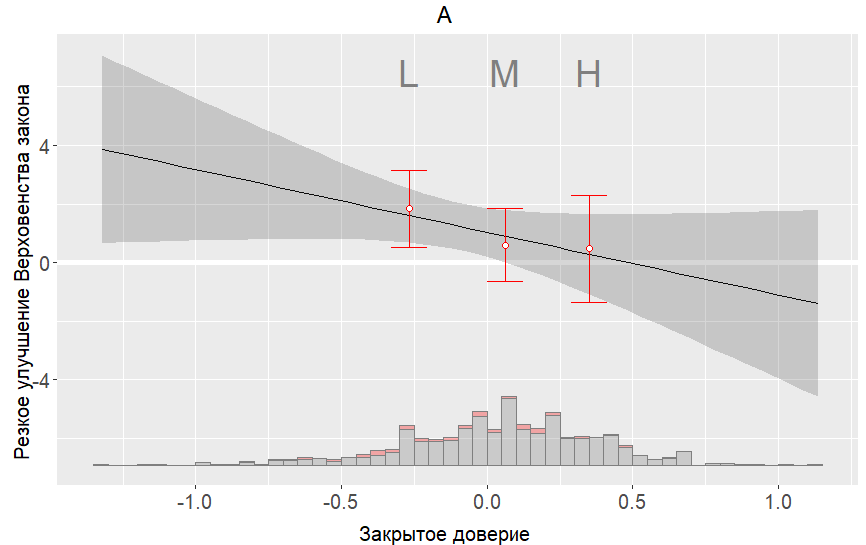 A
L M H
Резкое улучшение Верховенства закона
4
0
-4
-1.0 -0.5 0.0 0.5 1.0
Закрытое доверие